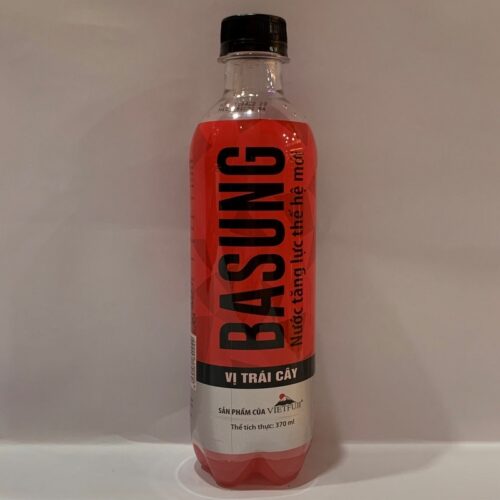 BASUNG
Nước tăng lực thế hệ mới
VỊ TRÁI CÂY
SẢN PHẨM CỦA VIETFUJI
Thể tích thực: 370 ml